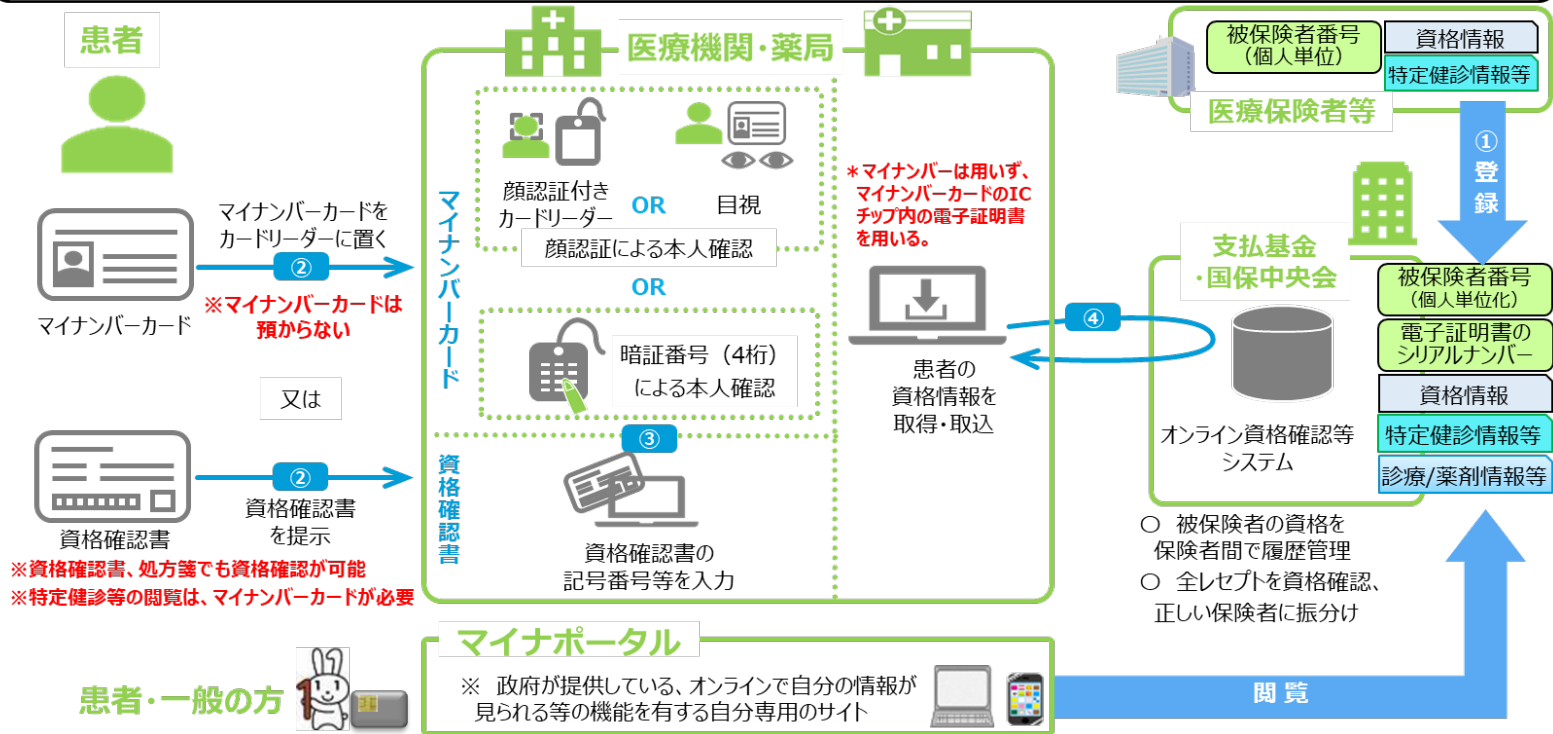 患者
マイナンバーカード
マイナンバーカードを
カードリーダーに置く
②
※マイナンバーカードは
預からない
又は
資格確認書
②
資格確認書
を提示
※資格確認書、処方箋でも資格確認が可能
※特定健診等の閲覧は、マイナンバーカードが必要
医療機関・薬局
マイナンバーカード
顔認証付き
カードリーダー
OR
目視
顔認証による本人確認
OR
暗証番号（4桁）
による本人確認
③
資格確認書
資格確認書の
記号番号等を入力
＊マイナンバーは用いず、
マイナンバーカードのIC
チップ内の電子証明書
を用いる。
患者の
資格情報を
取得・取込
④
被保険者番号
（個人単位）
資格情報
特定健診情報等
医療保険者等
①
登録
支払基金
・国保中央会
オンライン資格確認等
システム
被保険者番号
（個人単位化）
電子証明書の
シリアルナンバー
資格情報
特定健診情報等
診療/薬剤情報等
○　被保険者の資格を
保険者間で履歴管理
○　全レセプトを資格確認、
正しい保険者に振分け
患者・一般の方
1
マイナポータル
※　政府が提供している、オンラインで自分の情報が
見られる等の機能を有する自分専用のサイト
閲覧